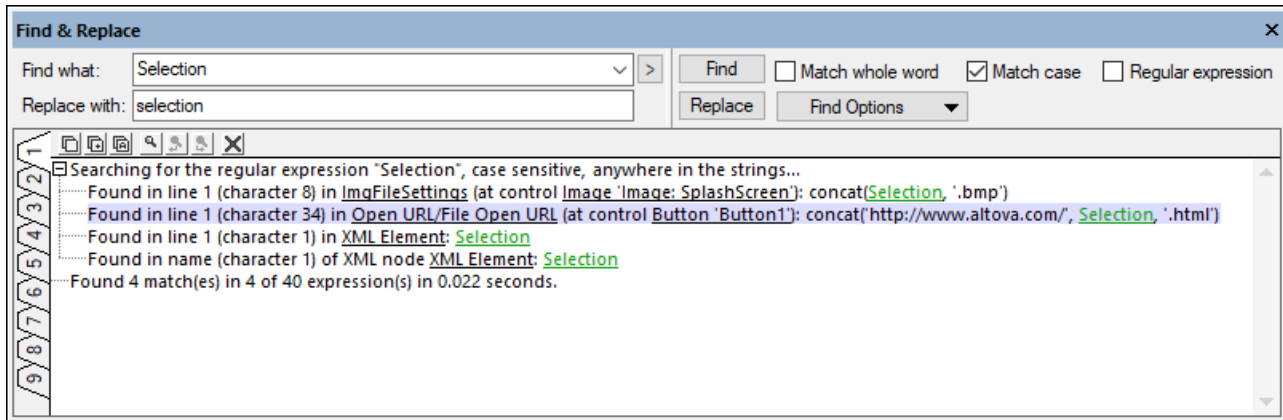 Find & Replace
Find what: Selection > Find Match whole word Match case Regular expression
Replace with: selection Replace Find Options
1
2
3
4
5
6
7
8
9
Searching for the regular expression "Selection", case sensitive, anywhere in the strings...
Found in line 1 (character 8) in ImgFileSettings (at control Image 'Image: SplashScreen'): concat(Selection, '.bmp')
Found in line 1 (character 34) in Open URL/File Open URL (at control Button 'Button1'): concat('http://www.altova.com/', Selection, '.html')
Found in line 1 (character 1) in XML Element: Selection
Found in name (character 1) of XML node XML Element: Selection
Found 4 match(es) in 4 of 40 expression(s) in 0.022 seconds.